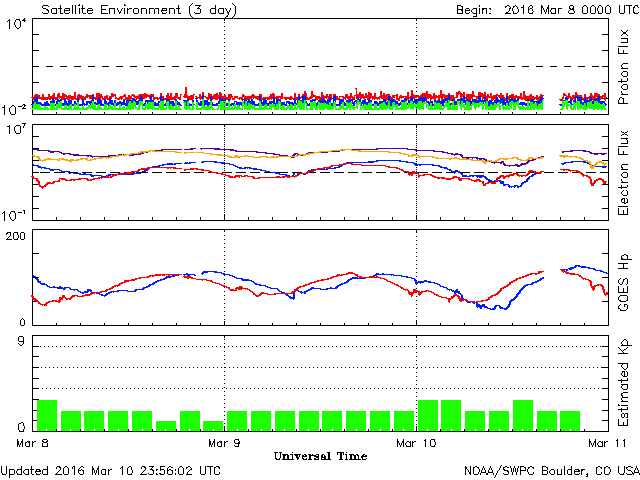 Satellite Environment (3 day) Begin: 2016 Mar 8 0000 UTC
10^4
10^-2
Proton Flux
10^7
10^-1
Electron Flux
200
0
GOES Hp
9
0
Estimated Kp
Mar 8 Mar 9 Mar 10 Mar 11
Universal Time
Updated 2016 Mar 10 23:56:02 UTC NOAA/SWPC Boulder, CO USA